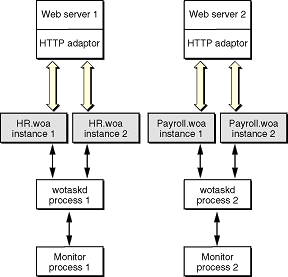 Web server 1
HTTP adaptor
Web server 2
HTTP adaptor
HR.woa
instance 1
HR.woa
instance 2
Payroll.woa
instance 1
Payroll.woa
instance 2
wotaskd
process 1
wotaskd
process 2
Monitor
process 1
Monitor
process 2